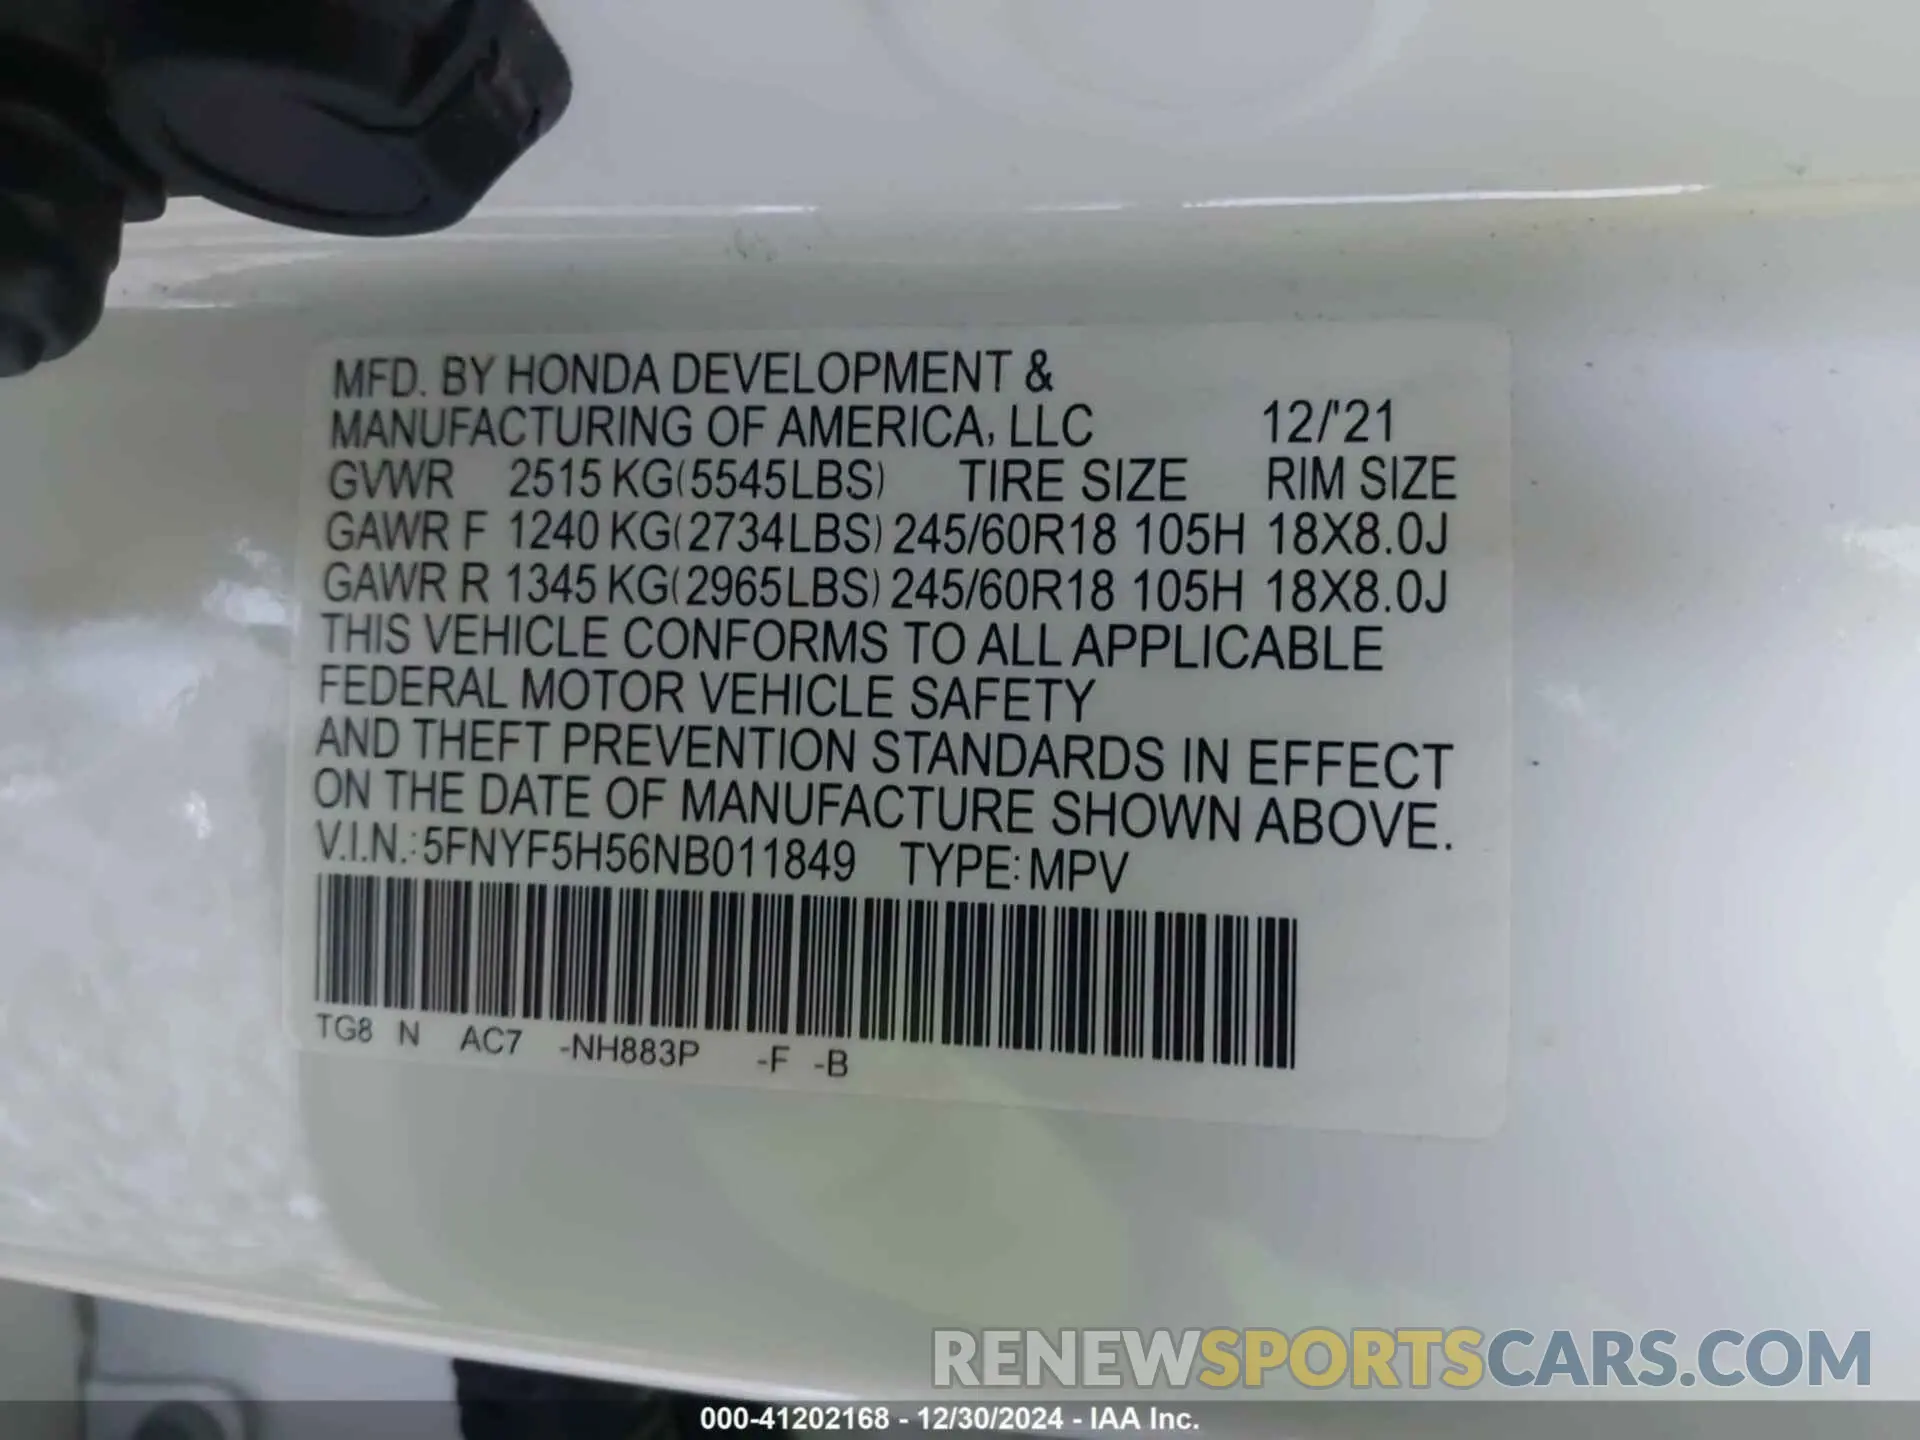 MFD. BY HONDA DEVELOPMENT &
MANUFACTURING OF AMERICA, LLC 12/'21
GVWR 2515 KG(5545LBS) TIRE SIZE RIM SIZE
GAWR F 1240 KG(2734LBS) 245/60R18 105H 18X8.0J
GAWR R 1345 KG(2965LBS) 245/60R18 105H 18X8.0J
THIS VEHICLE CONFORMS TO ALL APPLICABLE
FEDERAL MOTOR VEHICLE SAFETY
AND THEFT PREVENTION STANDARDS IN EFFECT
ON THE DATE OF MANUFACTURE SHOWN ABOVE.
V.I.N.: 5FNYF5H56NB011849 TYPE: MPV
TG8 N AC7 -NH883P -F -B
RENEWSPORTSCARS.COM
000-41202168 - 12/30/2024 - IAA Inc.